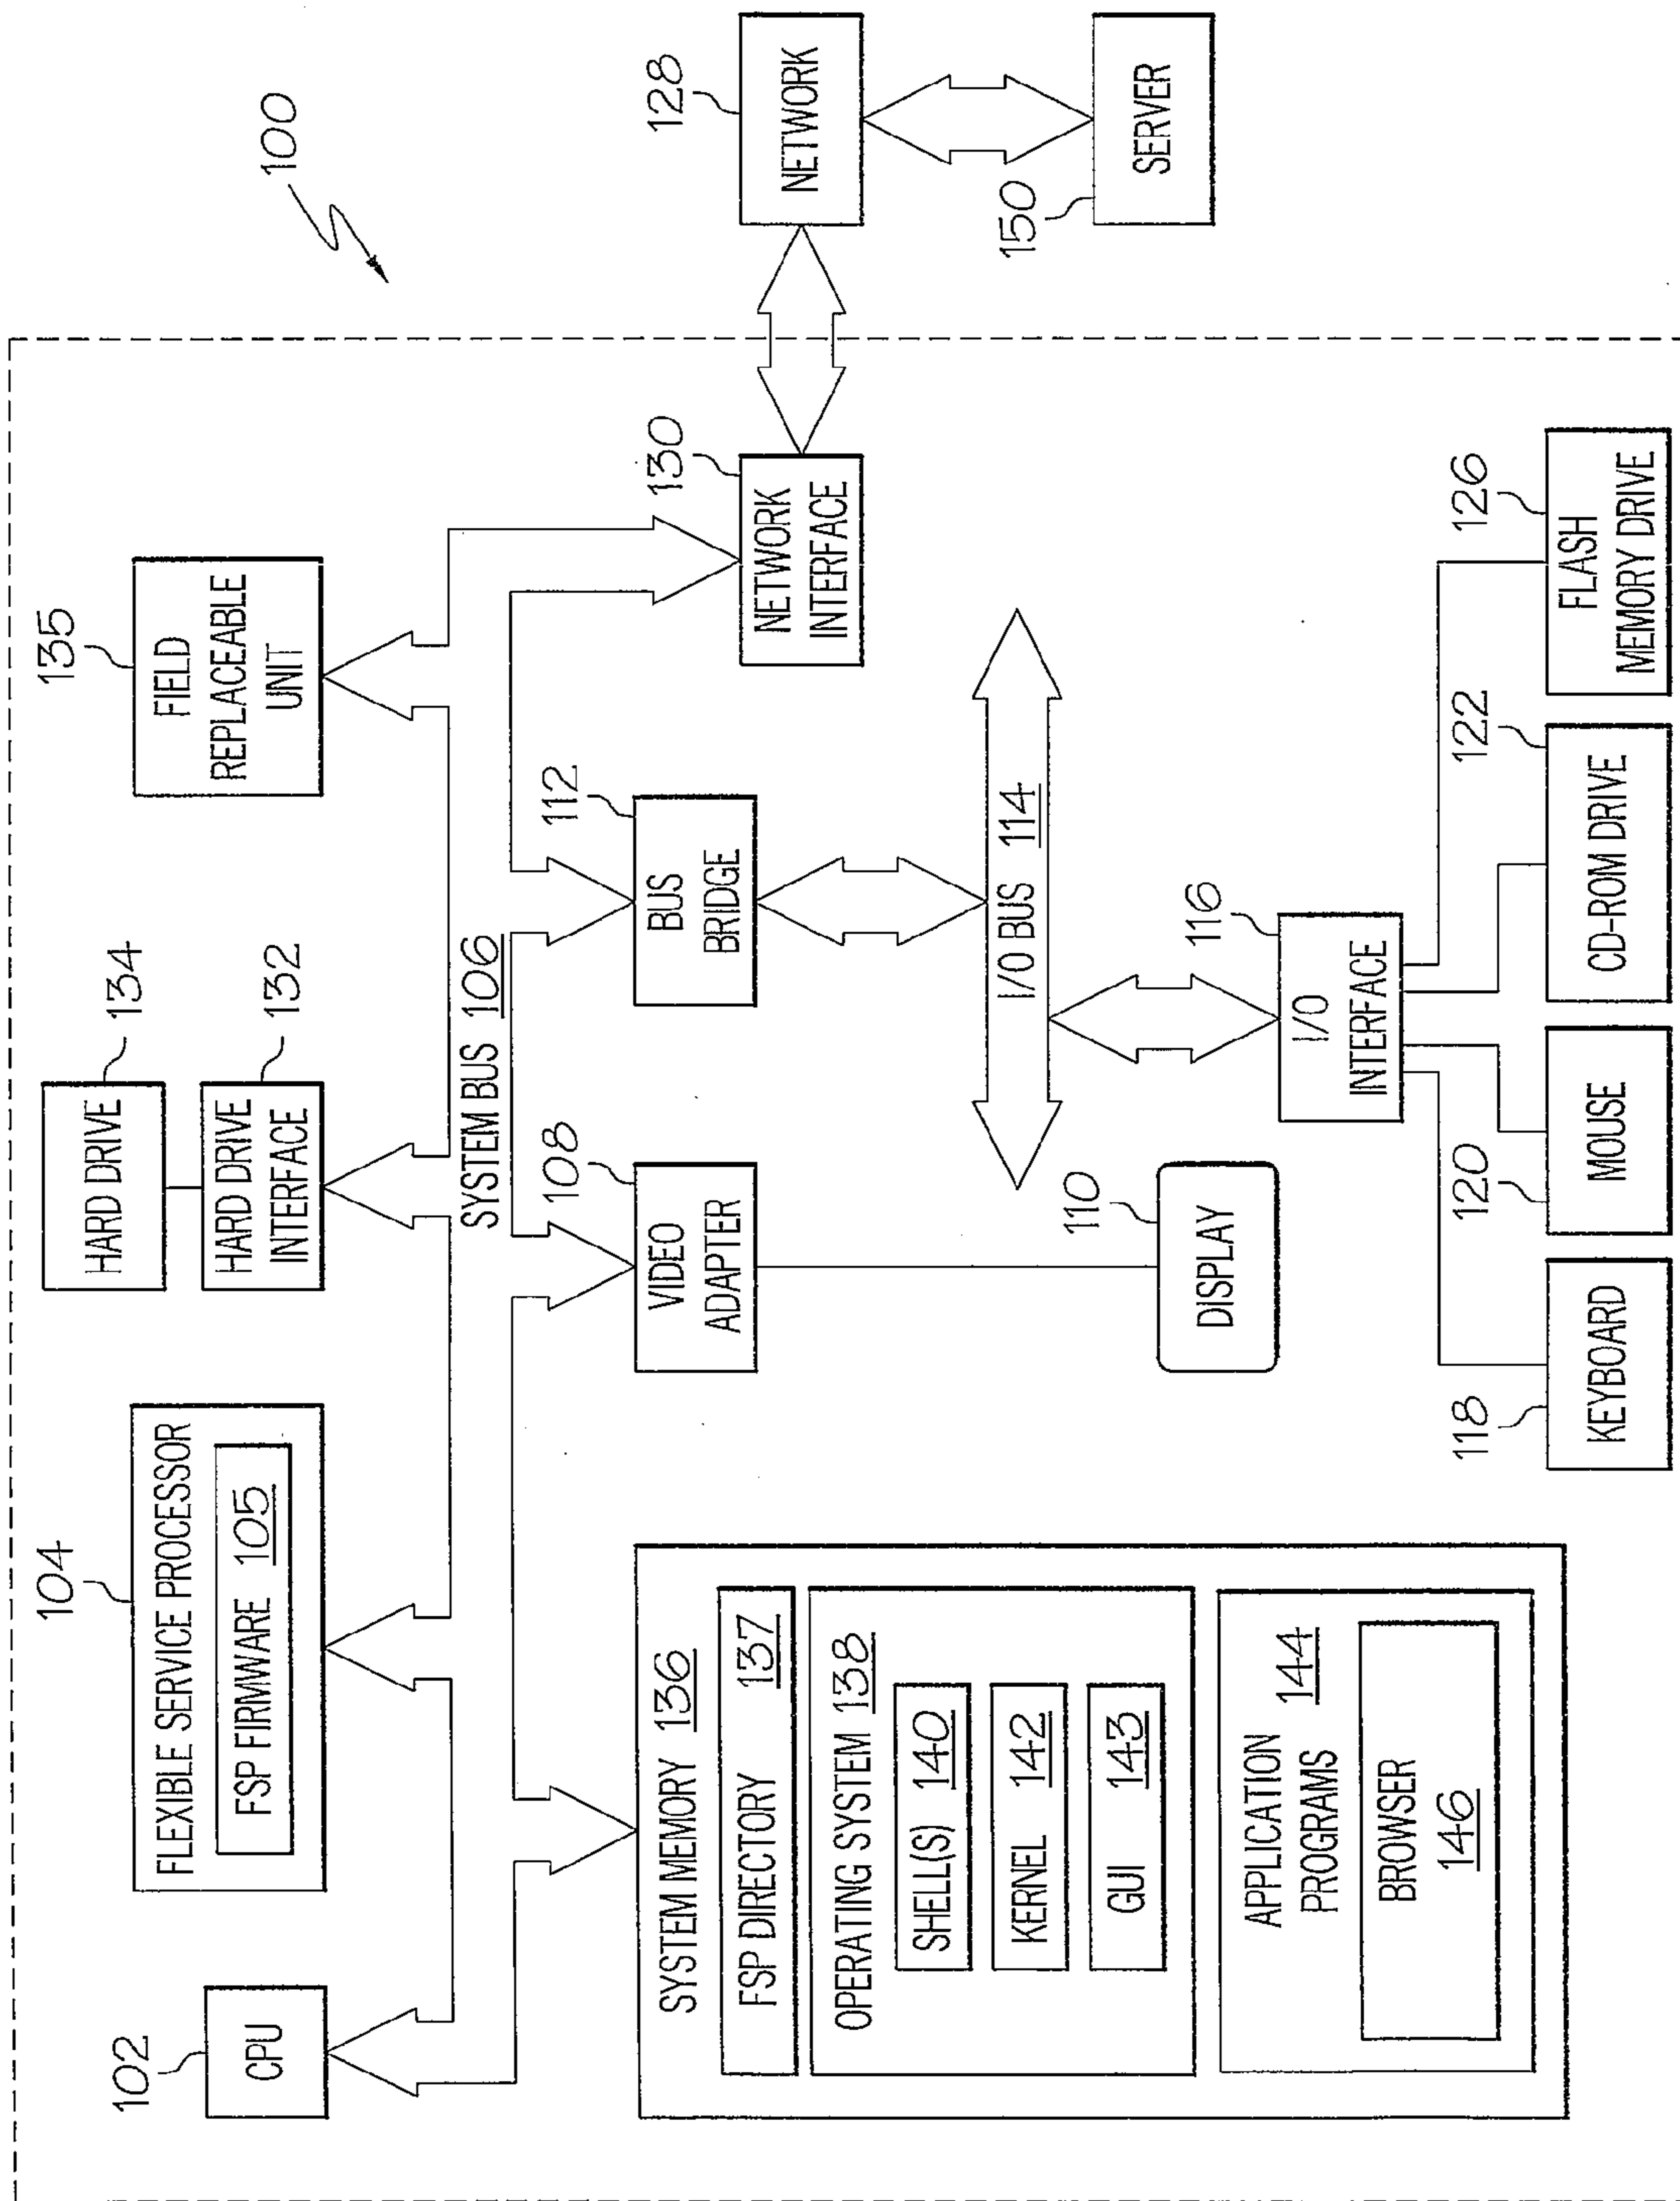 100
102
CPU
104
FLEXIBLE SERVICE PROCESSOR
FSP FIRMWARE 105
134
HARD DRIVE
132
HARD DRIVE
INTERFACE
135
FIELD
REPLACEABLE
UNIT
SYSTEM BUS 106
SYSTEM MEMORY 136
FSP DIRECTORY 137
OPERATING SYSTEM 138
SHELL(S) 140
KERNEL 142
GUI 143
APPLICATION
PROGRAMS 144
BROWSER
146
108
VIDEO
ADAPTER
112
BUS
BRIDGE
130
NETWORK
INTERFACE
128
NETWORK
150
SERVER
I/O BUS 114
110
DISPLAY
116
I/O
INTERFACE
118
KEYBOARD
120
MOUSE
122
CD-ROM DRIVE
126
FLASH
MEMORY DRIVE